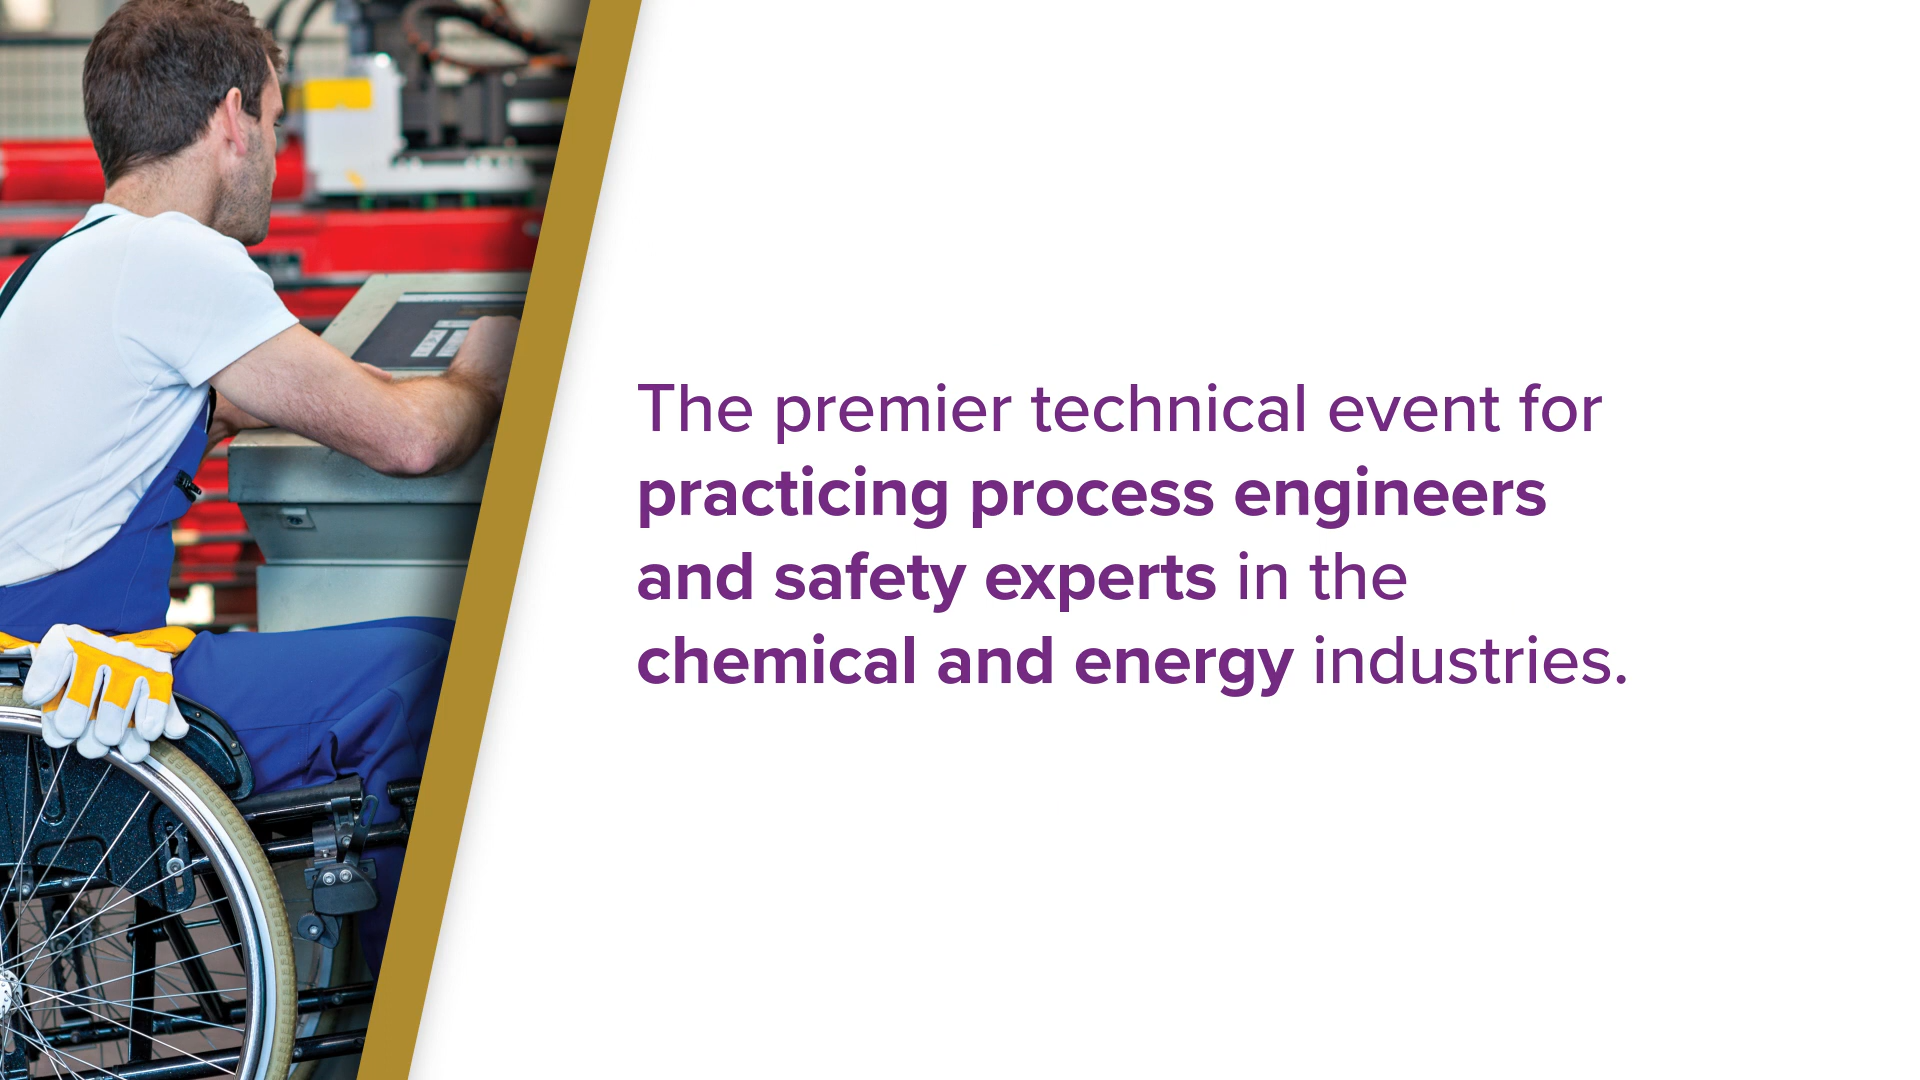 The premier technical event for
practicing process engineers
and safety experts in the
chemical and energy industries.